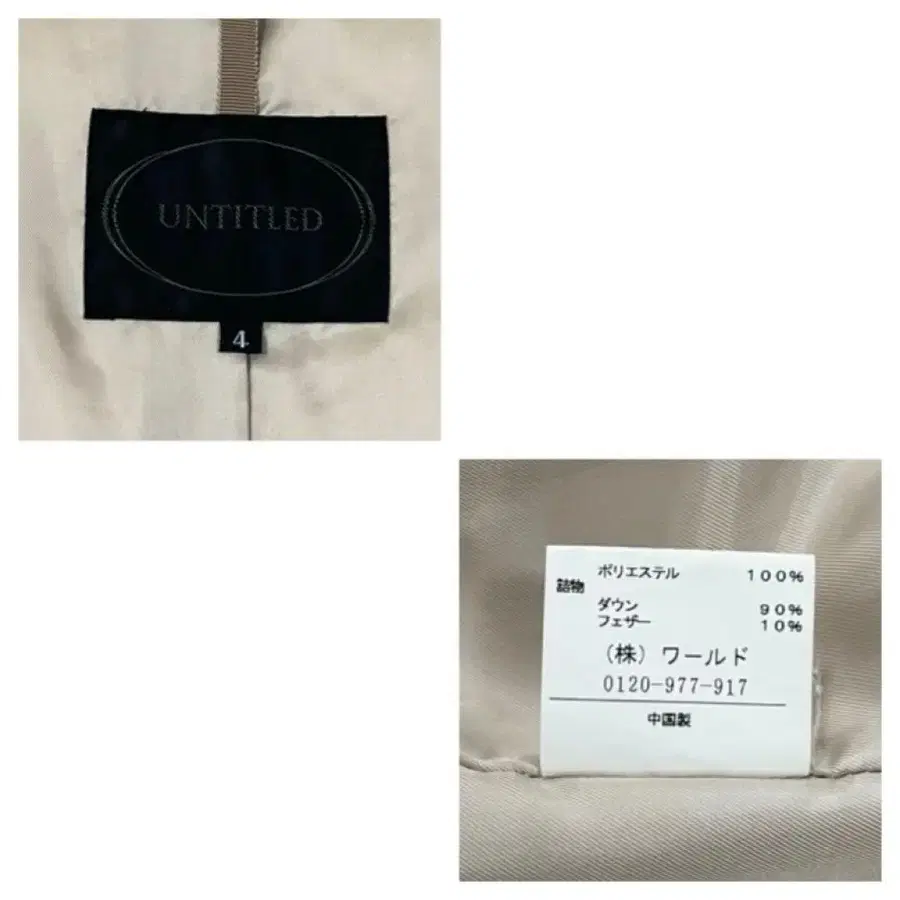 UNTITLED
4
ポリエステル 100%
詰物
ダウン 90%
フェザー 10%
(株) ワールド
0120-977-917
中国製